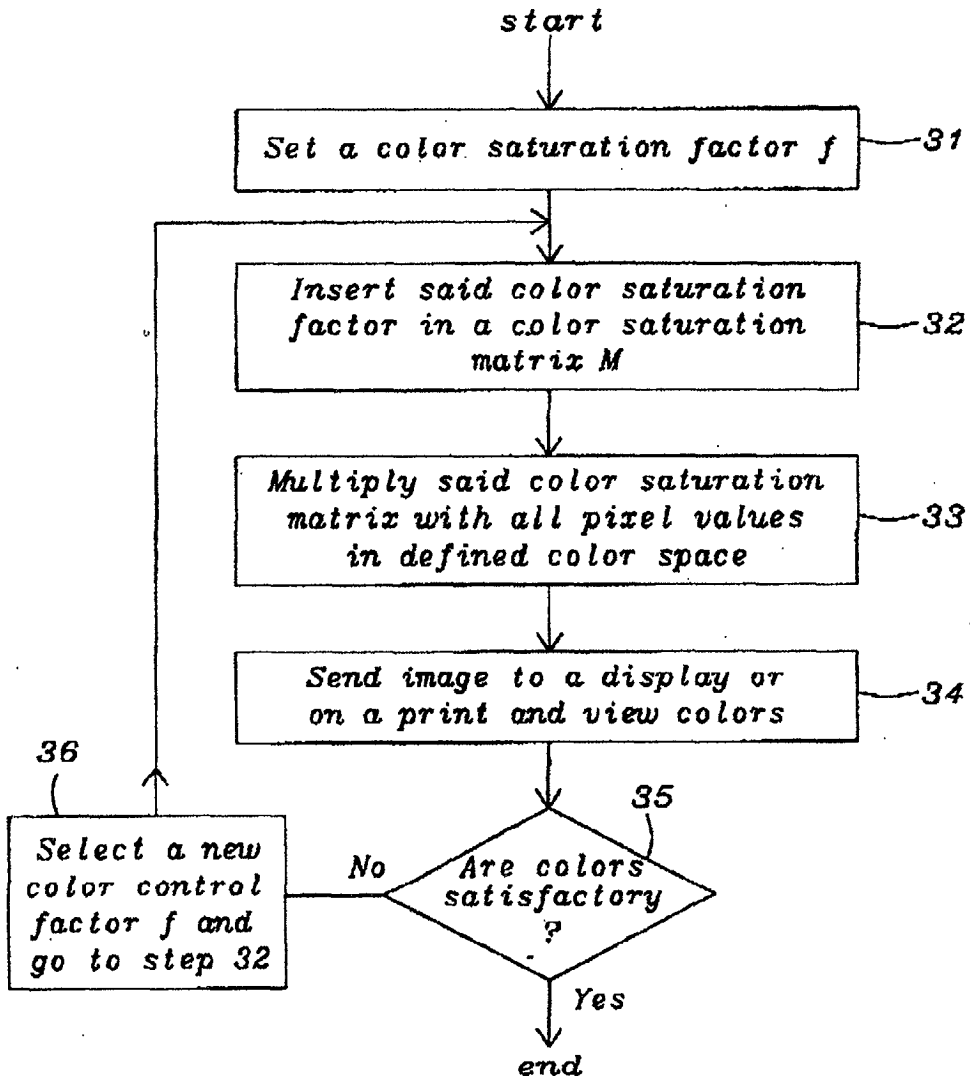 start
Set a color saturation factor f
31
Insert said color saturation
factor in a color saturation
matrix M
32
Multiply said color saturation
matrix with all pixel values
in defined color space
33
Send image to a display or
on a print and view colors
34
35
Are colors
satisfactory
?
No
36
Select a new
color control
factor f and
go to step 32
Yes
end